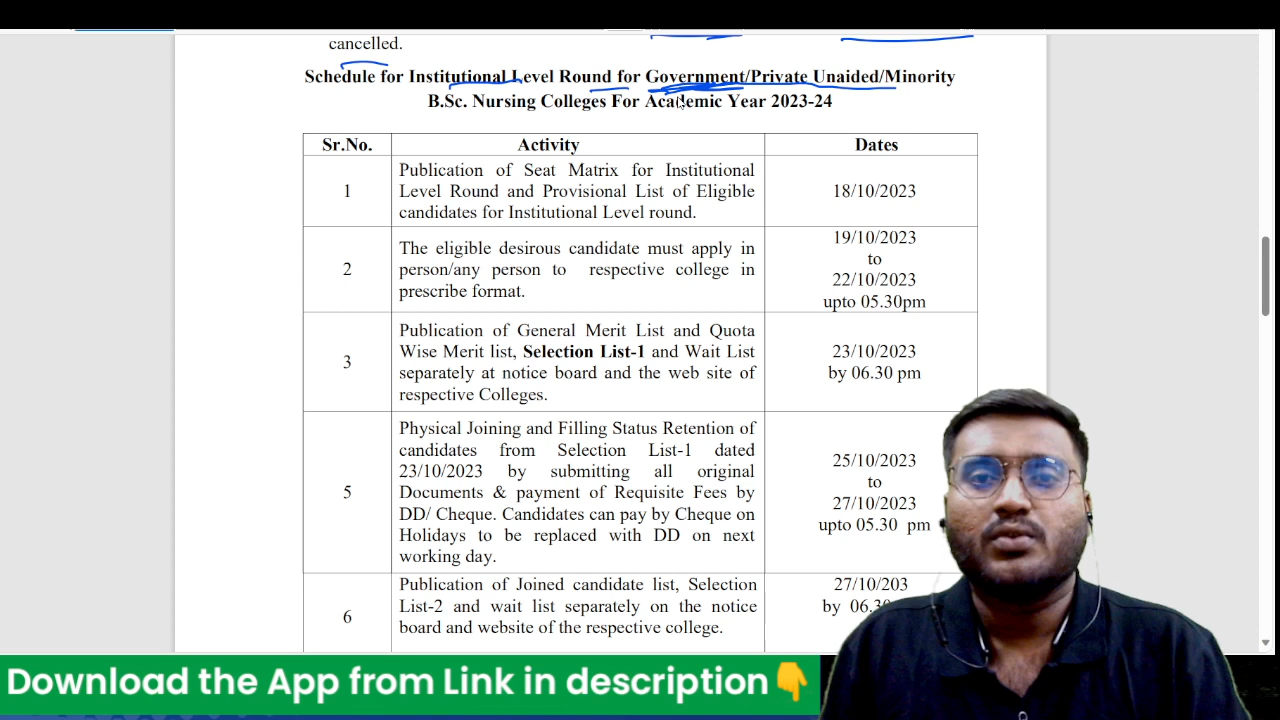 cancelled.
Schedule for Institutional Level Round for Government/Private Unaided/Minority
B.Sc. Nursing Colleges For Academic Year 2023-24
Sr.No. Activity Dates
1
Publication of Seat Matrix for Institutional
Level Round and Provisional List of Eligible
candidates for Institutional Level round.
18/10/2023
2
The eligible desirous candidate must apply in
person/any person to respective college in
prescribe format.
19/10/2023
to
22/10/2023
upto 05.30pm
3
Publication of General Merit List and Quota
Wise Merit list, Selection List-1 and Wait List
separately at notice board and the web site of
respective Colleges.
23/10/2023
by 06.30 pm
5
Physical Joining and Filling Status Retention of
candidates from Selection List-1 dated
23/10/2023 by submitting all original
Documents & payment of Requisite Fees by
DD/ Cheque. Candidates can pay by Cheque on
Holidays to be replaced with DD on next
working day.
25/10/2023
to
27/10/2023
upto 05.30 pm
6
Publication of Joined candidate list, Selection
List-2 and wait list separately on the notice
board and website of the respective college.
27/10/203
by 06.30
Download the App from Link in description